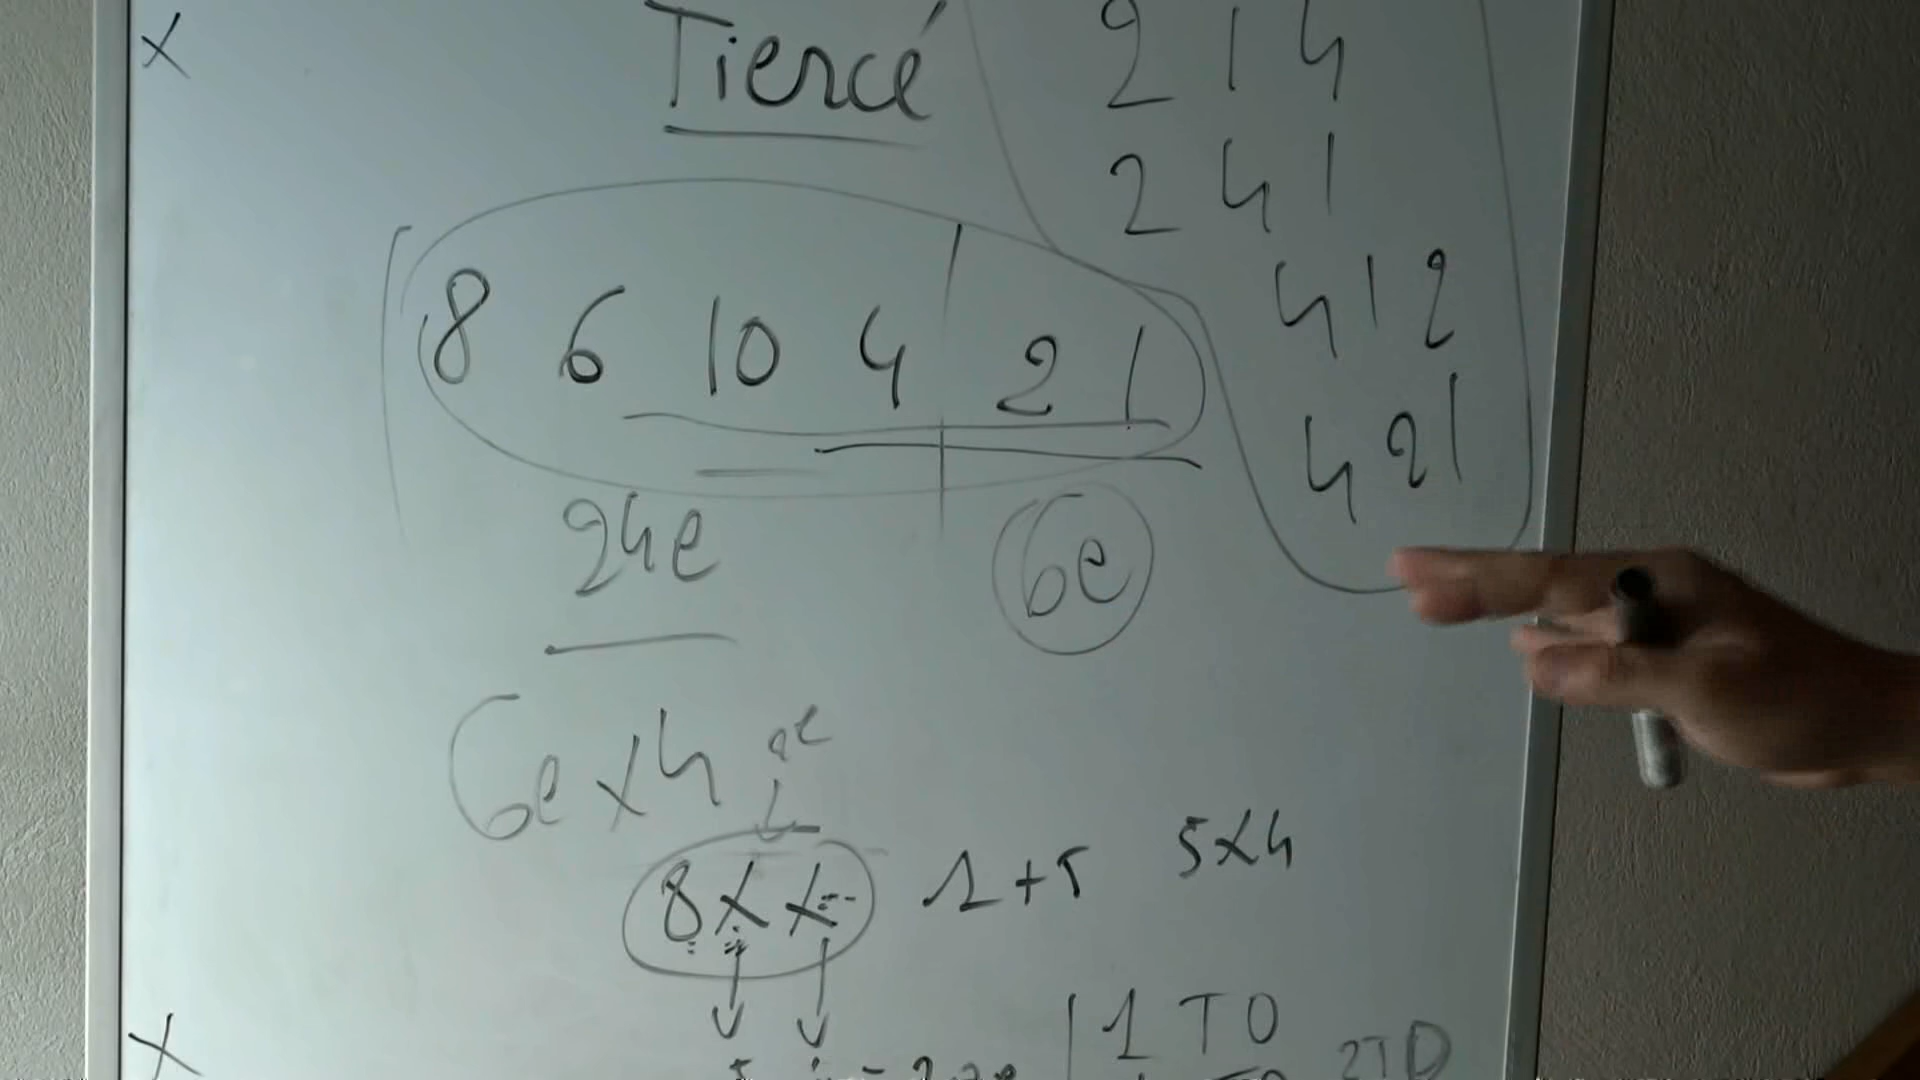 X
Tiercé
2 1 4
2 4 1
4 1 2
4 2 1
8 6 10 4 2 1
24e 6e
6e x 4
8 X X 1 + 5 5 x 4
1 T O
2 T O
X